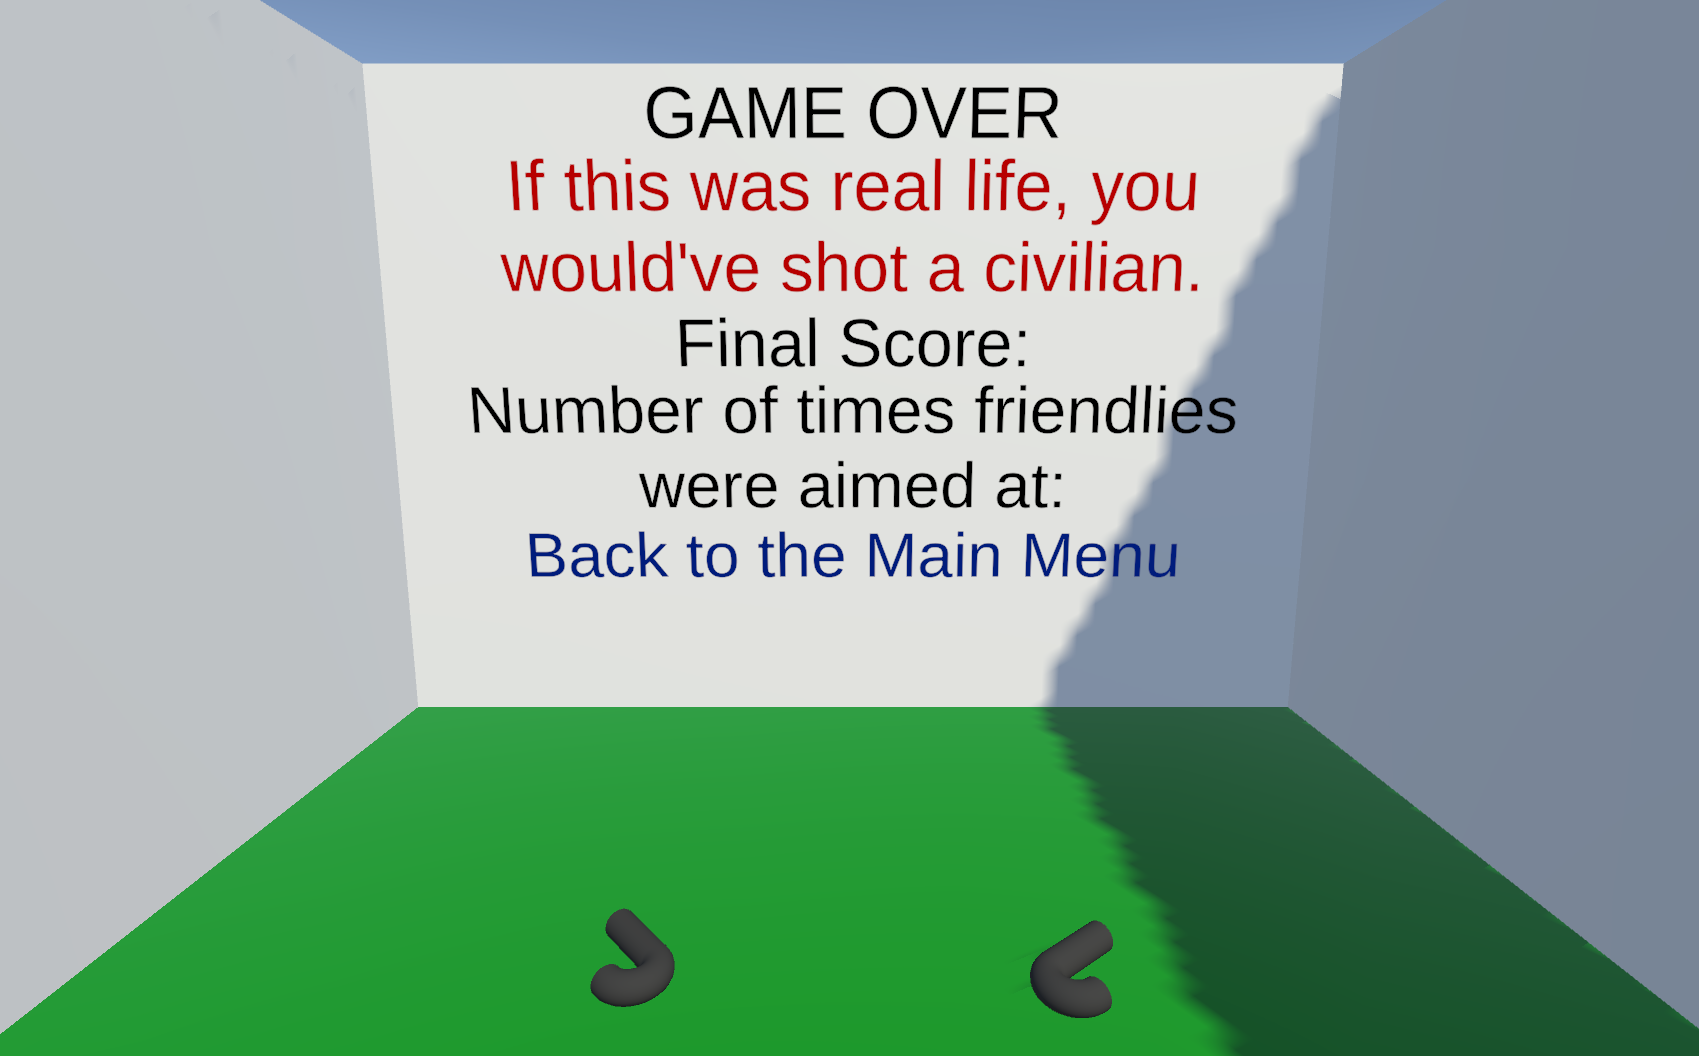 GAME OVER
If this was real life, you
would've shot a civilian.
Final Score:
Number of times friendlies
were aimed at:
Back to the Main Menu